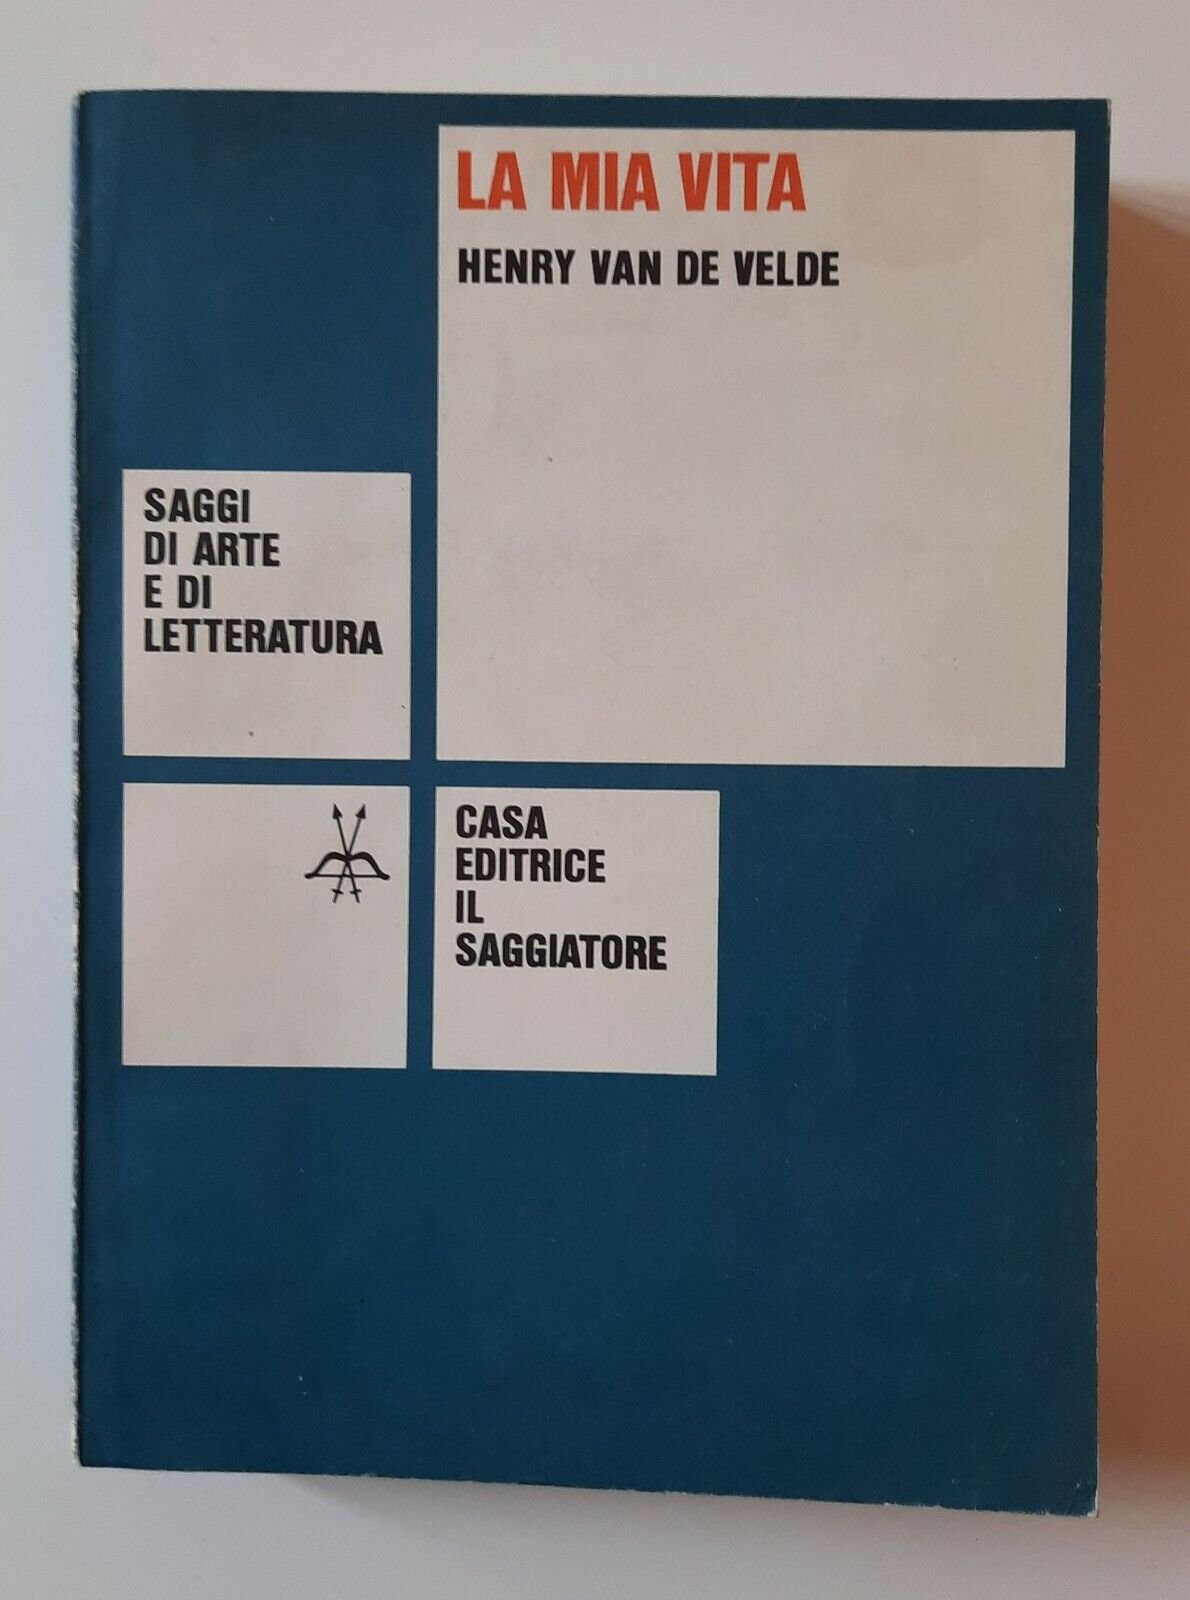 LA MIA VITA
HENRY VAN DE VELDE
SAGGI
DI ARTE
E DI
LETTERATURA
CASA
EDITRICE
IL
SAGGIATORE